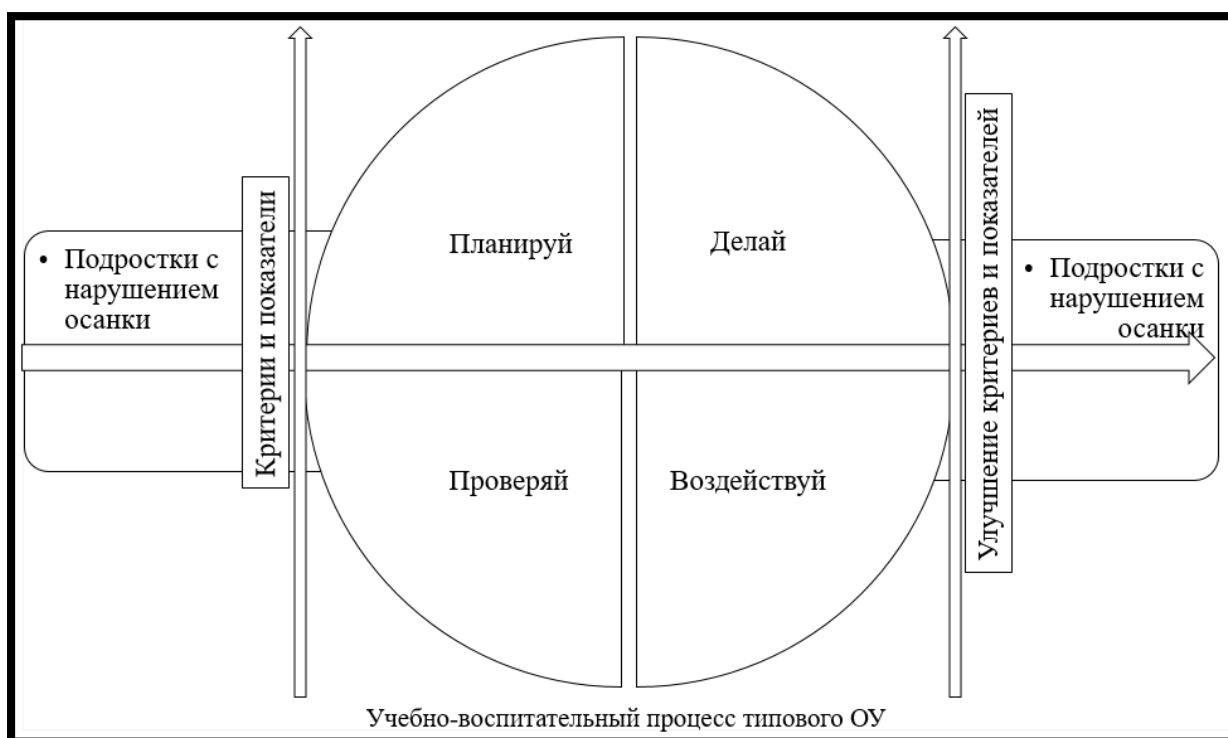 • Подростки с
нарушением
осанки
Критерии и показатели
Планируй
Делай
Проверяй
Воздействуй
Улучшение критериев и показателей
• Подростки с
нарушением
осанки
Учебно-воспитательный процесс типового ОУ